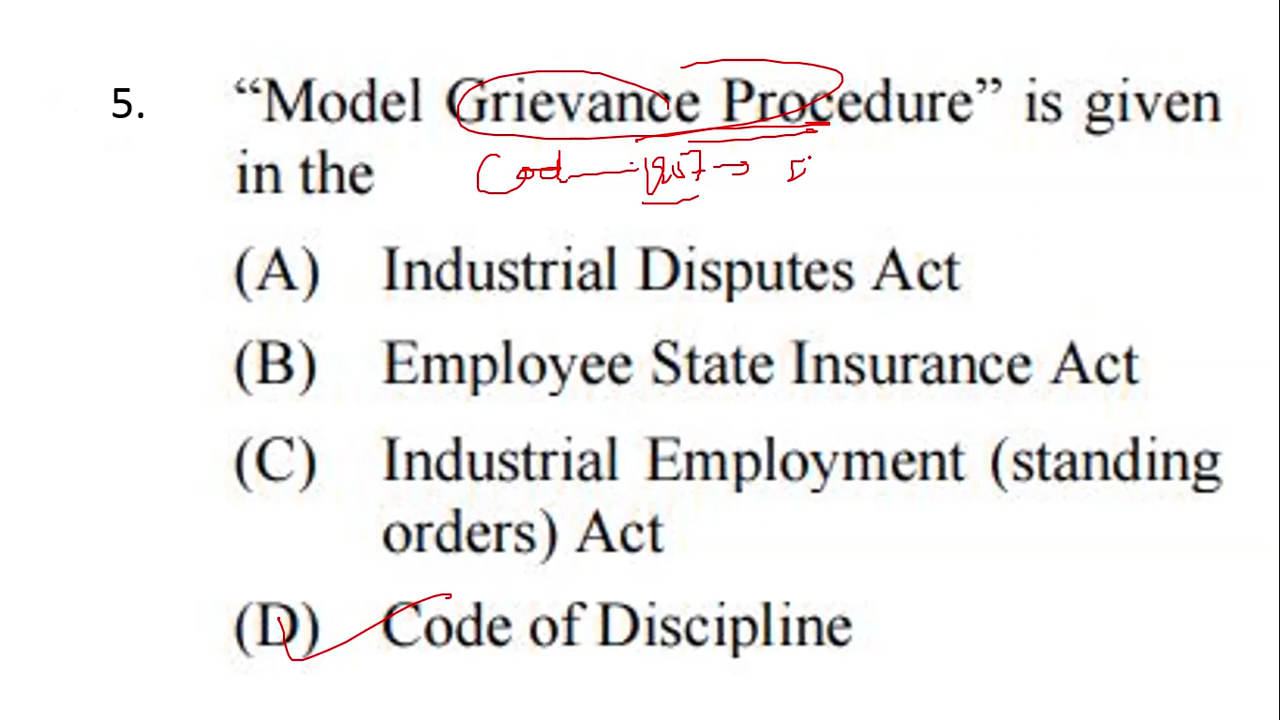 5. “Model Grievance Procedure” is given
in the
(A) Industrial Disputes Act
(B) Employee State Insurance Act
(C) Industrial Employment (standing
orders) Act
(D) Code of Discipline